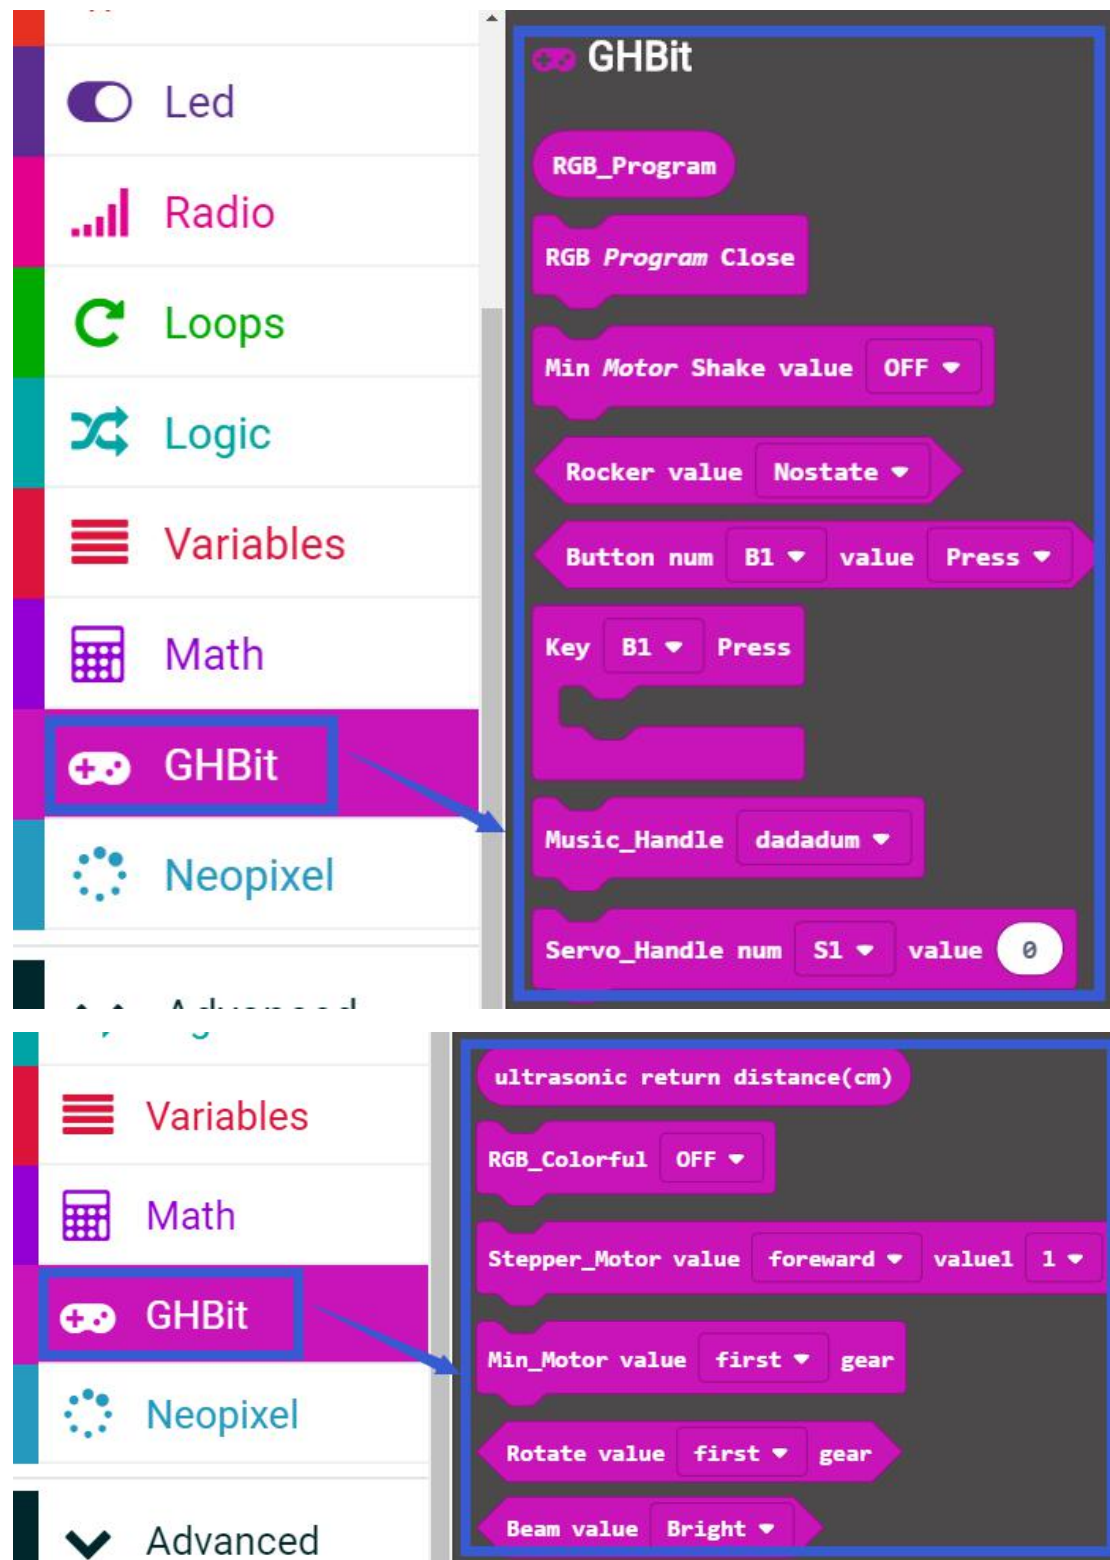 Led
Radio
Loops
Logic
Variables
Math
GHBit
Neopixel
Advanced
GHBit
RGB_Program
RGB Program Close
Min Motor Shake value OFF
Rocker value Nostate
Button num B1 value Press
Key B1 Press
Music_Handle dadadum
Servo_Handle num S1 value 0
Variables
Math
GHBit
Neopixel
Advanced
ultrasonic return distance(cm)
RGB_Colorful OFF
Stepper_Motor value foreward value1 1
Min_Motor value first gear
Rotate value first gear
Beam value Bright